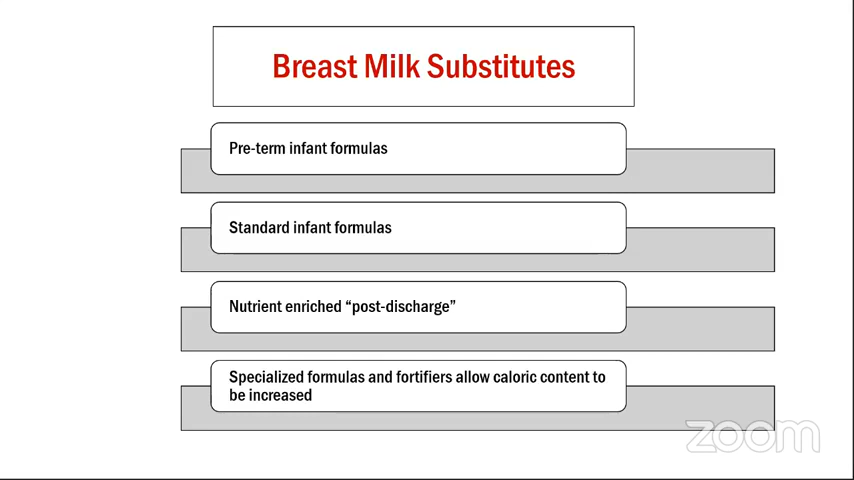 Breast Milk Substitutes
Pre-term infant formulas
Standard infant formulas
Nutrient enriched “post-discharge”
Specialized formulas and fortifiers allow caloric content to
be increased
zoom